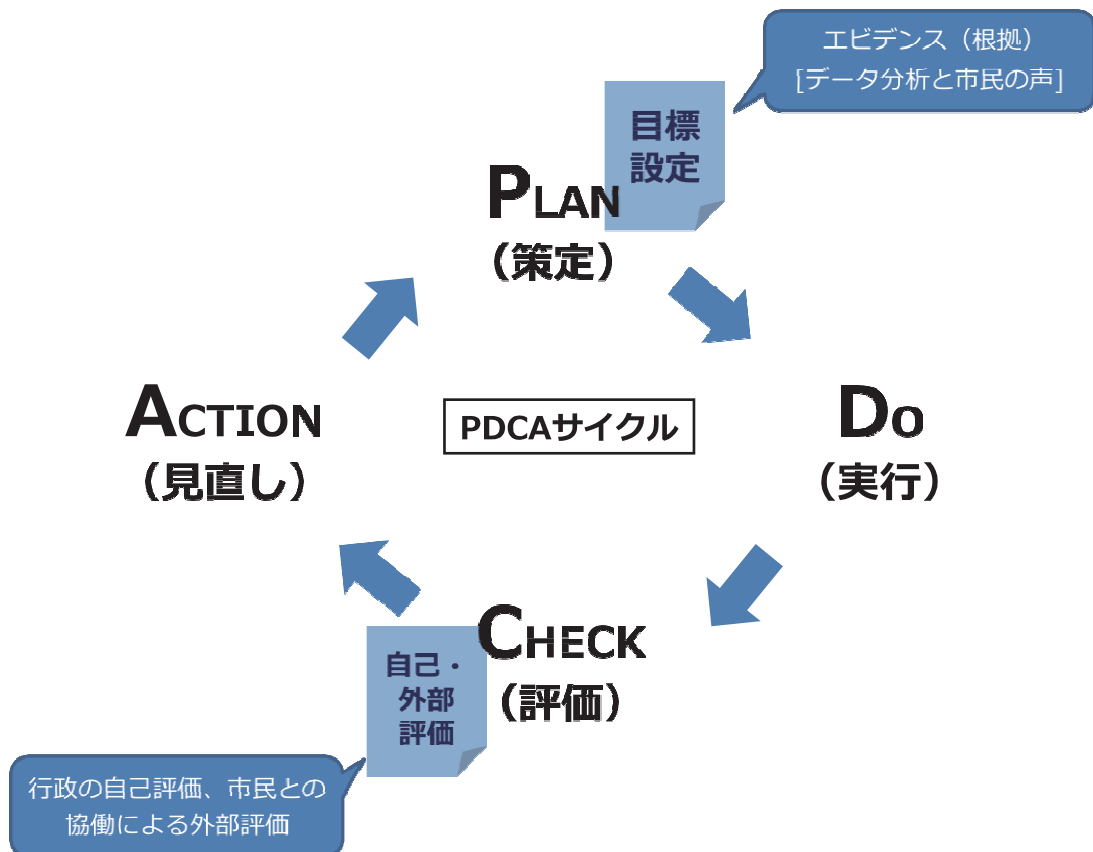 エビデンス（根拠）
[データ分析と市民の声]
目標
設定
PLAN
（策定）
ACTION
（見直し）
PDCAサイクル
DO
（実行）
CHECK
（評価）
自己・
外部
評価
行政の自己評価、市民との
協働による外部評価